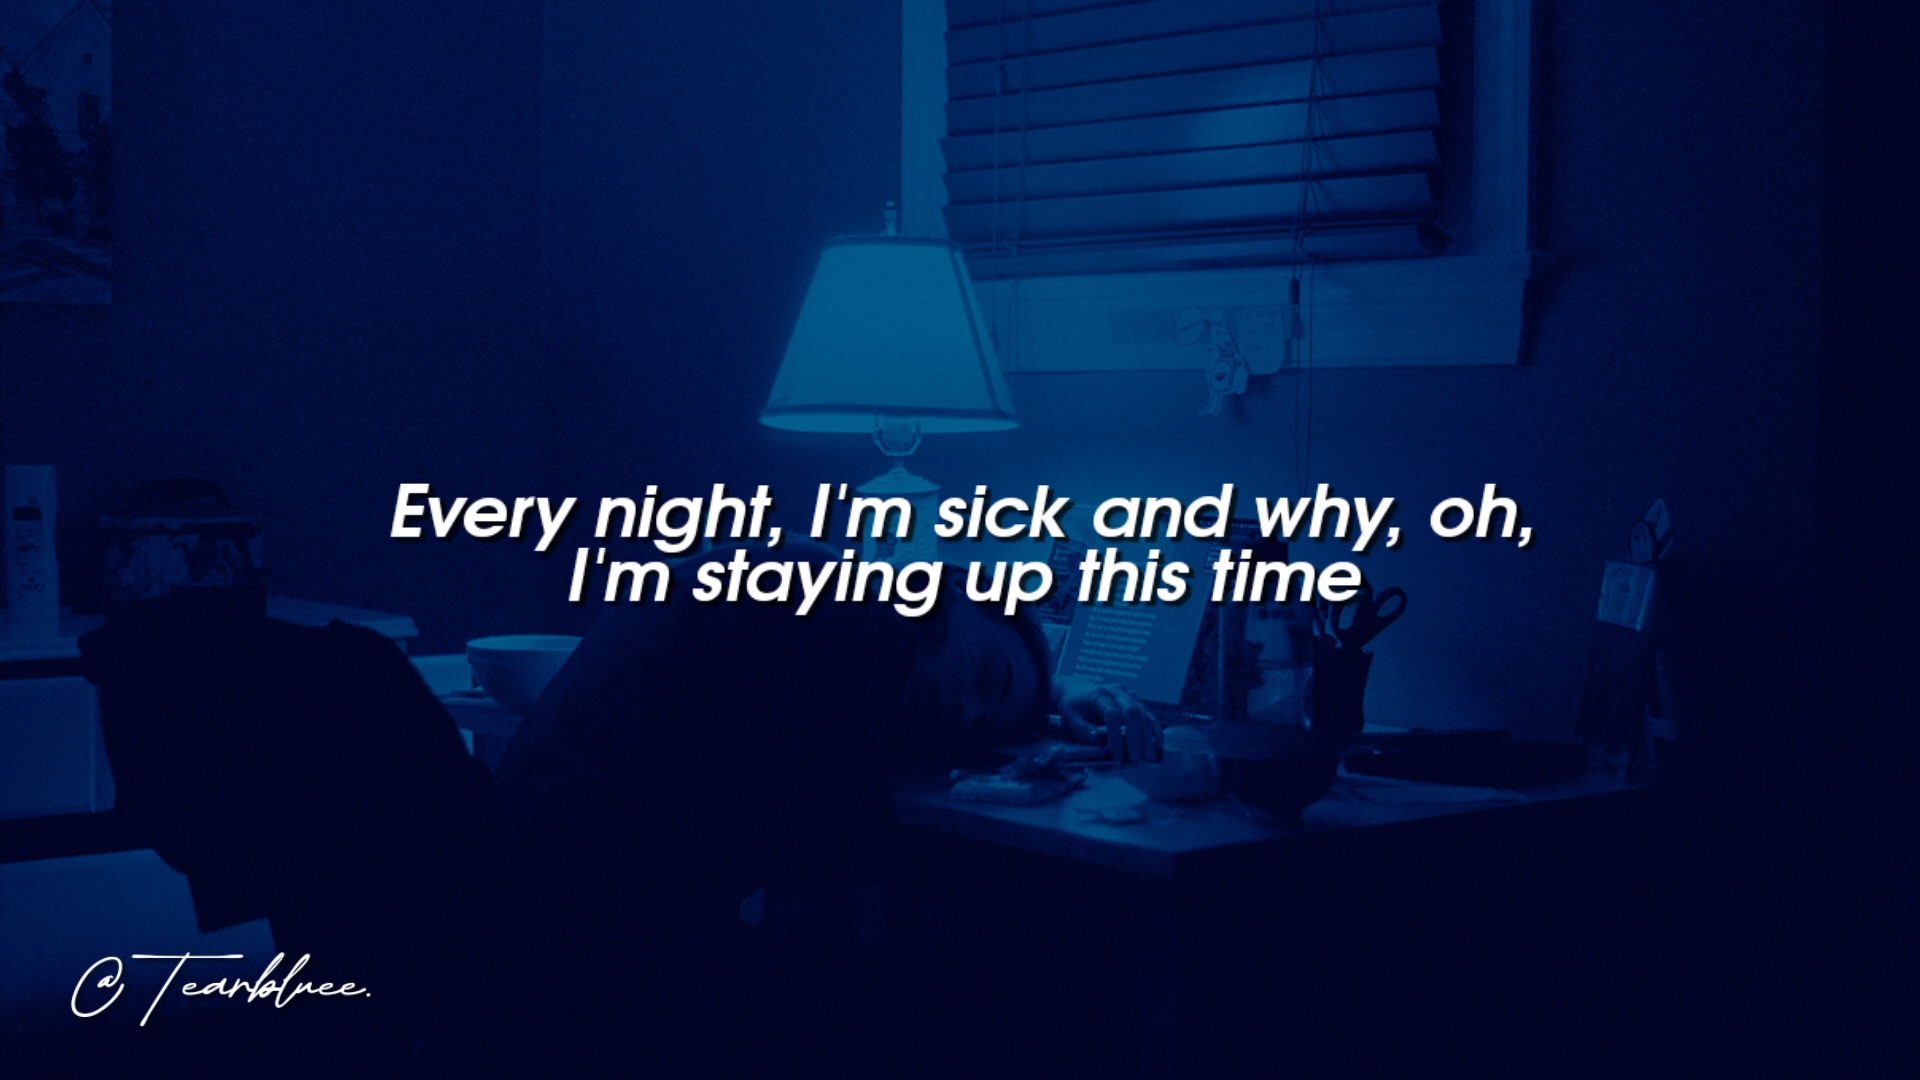 Every night, I'm sick and why, oh,
I'm staying up this time
@Tearbluee.